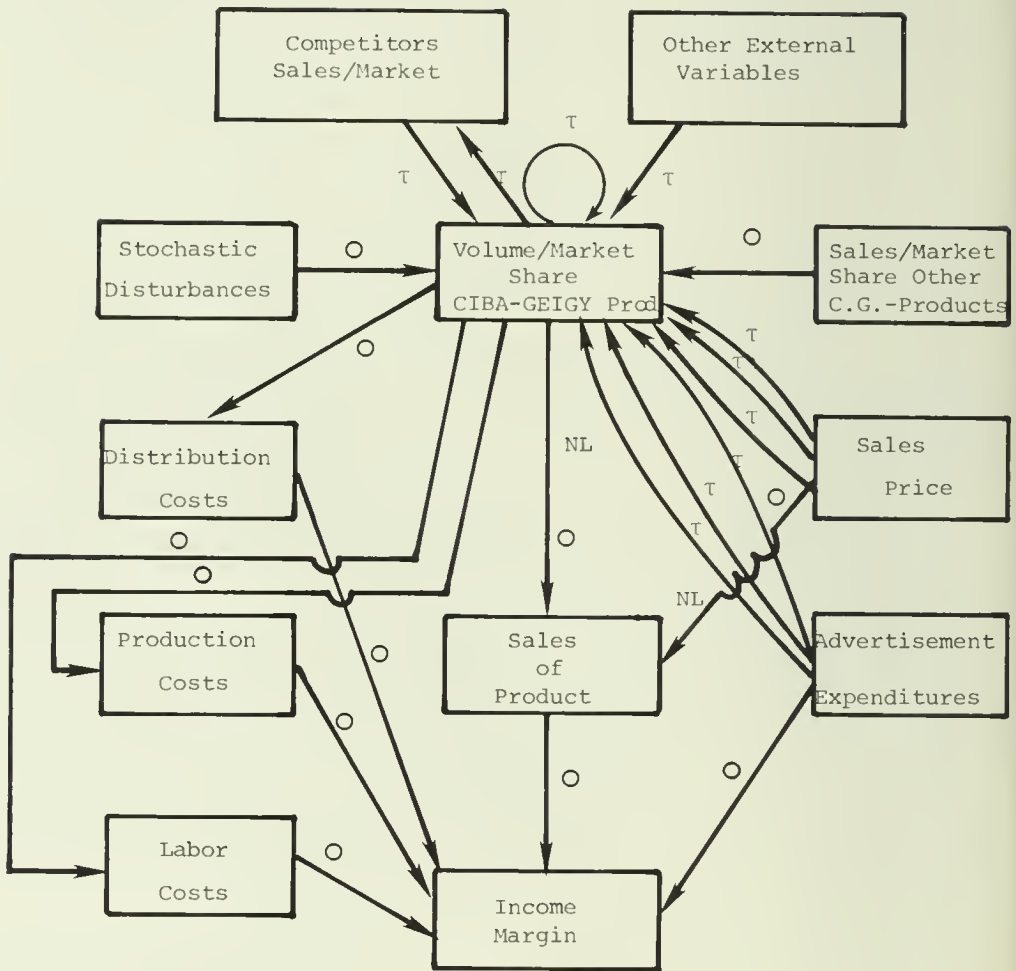 Competitors
Sales/Market
Other External
Variables
τ
τ
τ
τ
Stochastic
Disturbances
O
Volume/Market
Share
CIBA-GEIGY Prod
O
Sales/Market
Share Other
C.G.-Products
O
τ
τ
Distribution
Costs
NL
τ
τ
τ
τ
O
Sales
Price
O
O
O
NL
Production
Costs
O
Sales
of
Product
Advertisement
Expenditures
O
O
O
Labor
Costs
O
Income
Margin